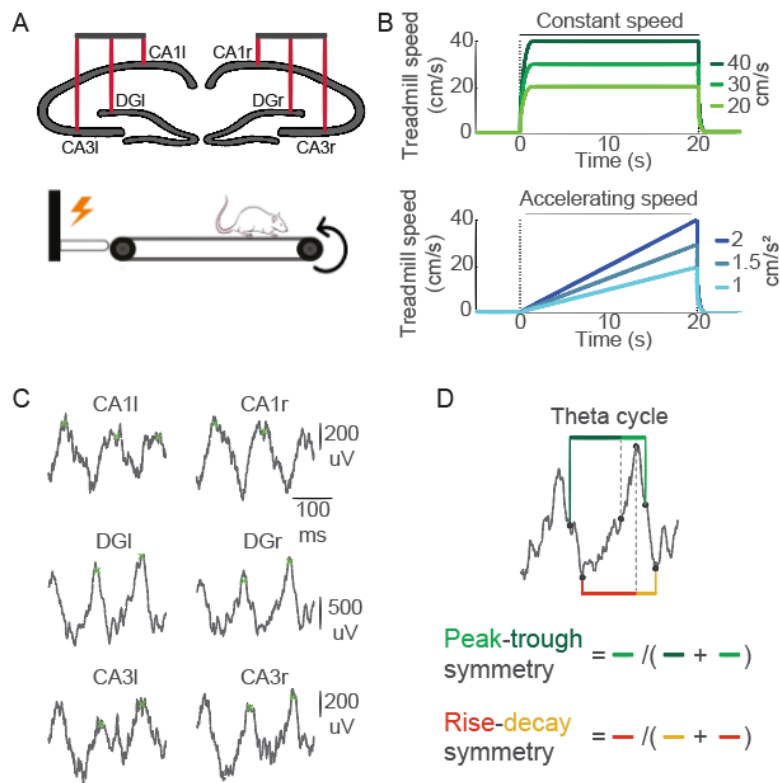 A
CA1l
CA1r
DGl
DGr
CA3l
CA3r
B
Constant speed
Treadmill speed
(cm/s)
40
20
0
0
10
20
Time (s)
40
30
20
cm/s
Accelerating speed
Treadmill speed
(cm/s)
40
20
0
0
10
20
Time (s)
2
1.5
1
cm/s²
C
CA1l
CA1r
200
uV
100
ms
DGl
DGr
500
uV
CA3l
CA3r
200
uV
D
Theta cycle
Peak-trough
symmetry
= /( + )
Rise-decay
symmetry
= /( + )